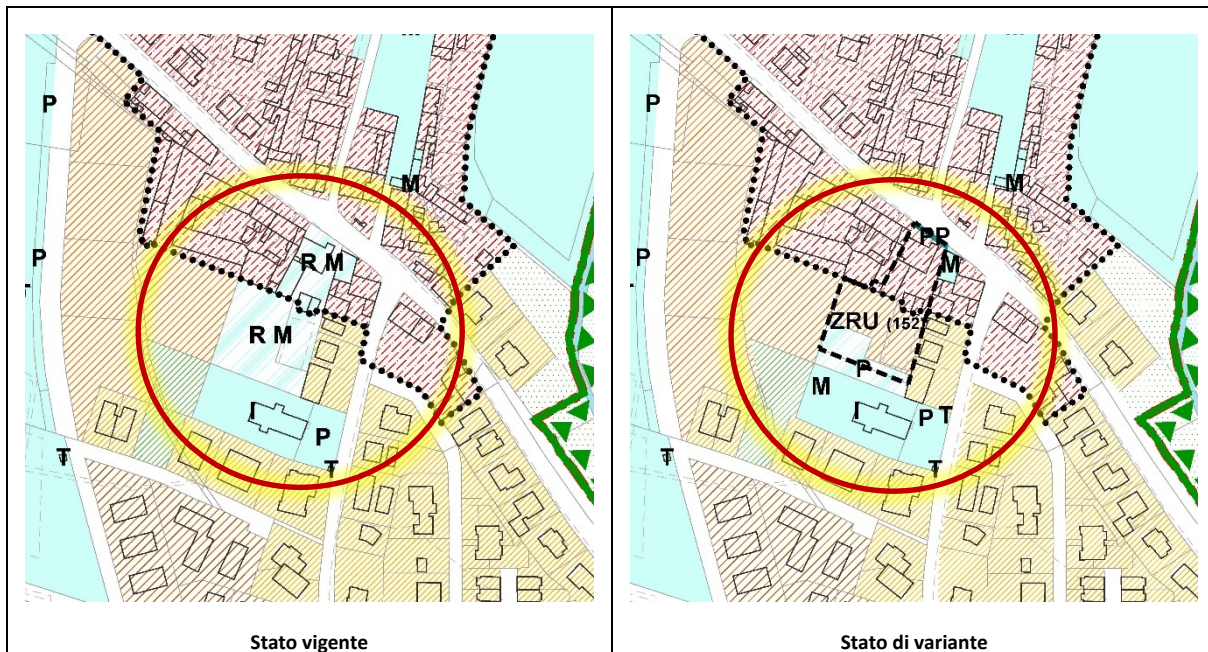 P
M
R M
P
R M
I
P
T
T
Stato vigente
P
M
PP
M
P
ZRU (152)
P
M
I
P T
T
T
Stato di variante